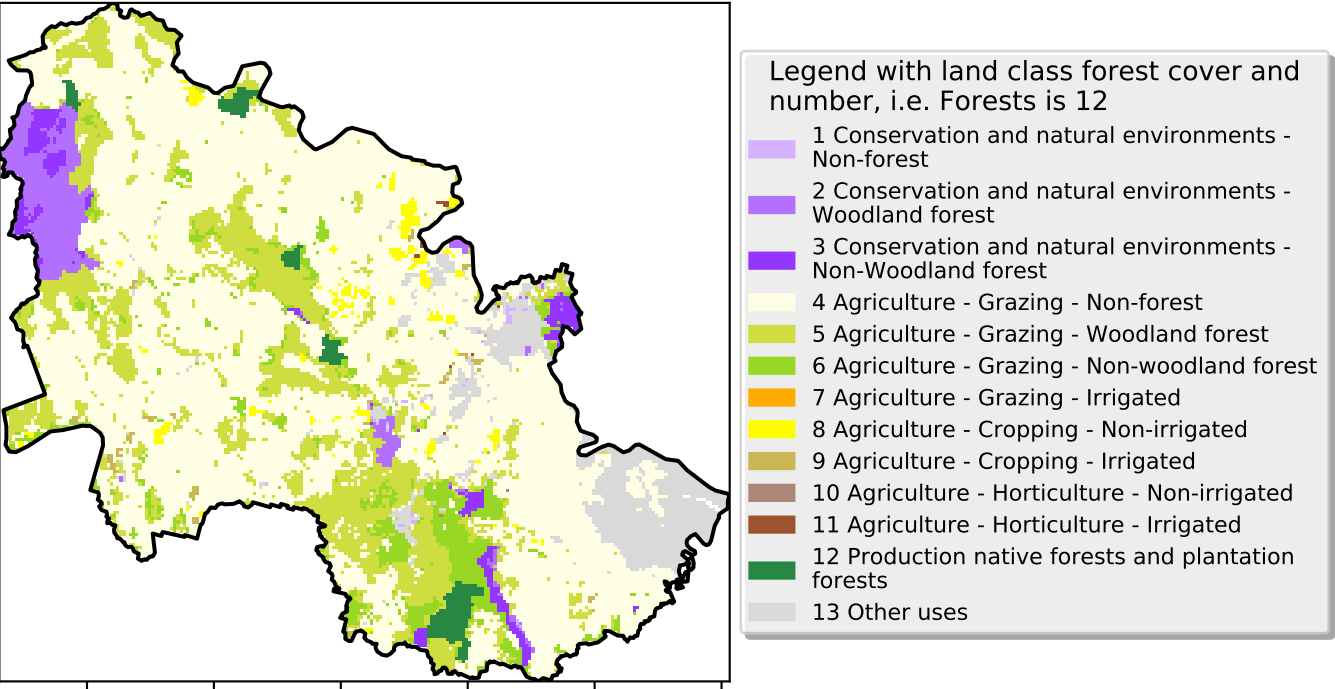 Legend with land class forest cover and
number, i.e. Forests is 12
1 Conservation and natural environments -
Non-forest
2 Conservation and natural environments -
Woodland forest
3 Conservation and natural environments -
Non-Woodland forest
4 Agriculture - Grazing - Non-forest
5 Agriculture - Grazing - Woodland forest
6 Agriculture - Grazing - Non-woodland forest
7 Agriculture - Grazing - Irrigated
8 Agriculture - Cropping - Non-irrigated
9 Agriculture - Cropping - Irrigated
10 Agriculture - Horticulture - Non-irrigated
11 Agriculture - Horticulture - Irrigated
12 Production native forests and plantation
forests
13 Other uses